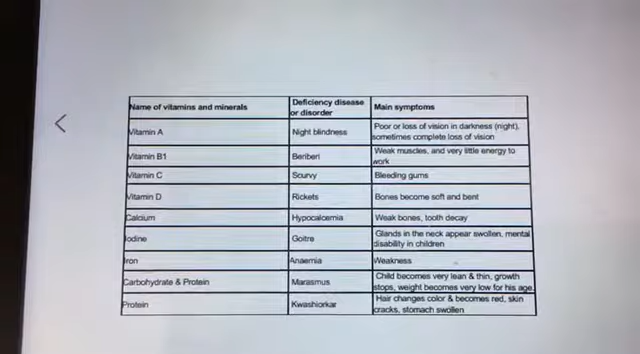 Name of vitamins and minerals
Deficiency disease
or disorder
Main symptoms
Vitamin A
Night blindness
Poor or loss of vision in darkness (night),
sometimes complete loss of vision
Vitamin B1
Beriberi
Weak muscles, and very little energy to
work
Vitamin C
Scurvy
Bleeding gums
Vitamin D
Rickets
Bones become soft and bent
Calcium
Hypocalcemia
Weak bones, tooth decay
Iodine
Goitre
Glands in the neck appear swollen, mental
disability in children
Iron
Anaemia
Weakness
Carbohydrate & Protein
Marasmus
Child becomes very lean & thin, growth
stops, weight becomes very low for his age.
Protein
Kwashiorkar
Hair changes color & becomes red, skin
cracks, stomach swollen